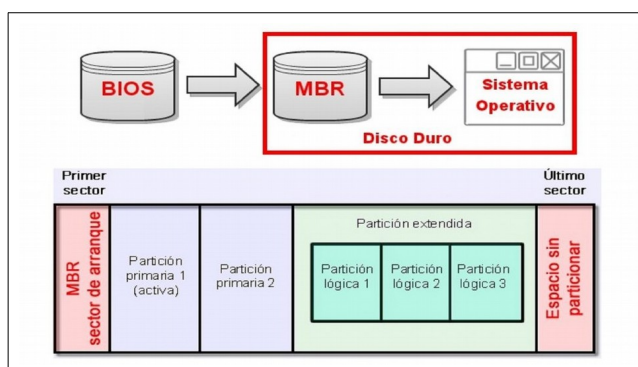 BIOS
MBR
Sistema
Operativo
Disco Duro
Primer
sector
Último
sector
MBR
sector de arranque
Partición
primaria 1
(activa)
Partición
primaria 2
Partición extendida
Partición
lógica 1
Partición
lógica 2
Partición
lógica 3
Espacio sin
particionar